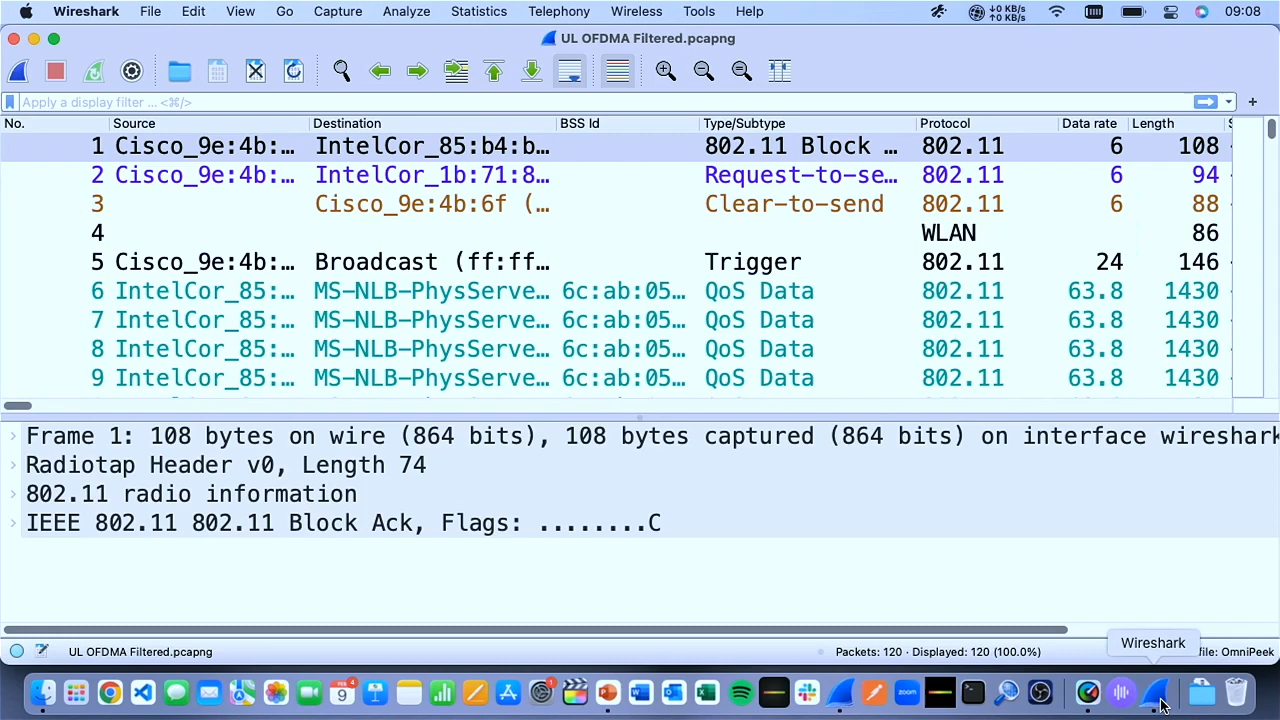 Wireshark File Edit View Go Capture Analyze Statistics Telephony Wireless Tools Help ↑0 KB/s ↓0 KB/s 09:08
UL OFDMA Filtered.pcapng
Apply a display filter ... <⌘/>
No. Source Destination BSS Id Type/Subtype Protocol Data rate Length
1 Cisco_9e:4b:… IntelCor_85:b4:b… 802.11 Block … 802.11 6 108
2 Cisco_9e:4b:… IntelCor_1b:71:8… Request-to-se… 802.11 6 94
3 Cisco_9e:4b:6f (… Clear-to-send 802.11 6 88
4 WLAN 86
5 Cisco_9e:4b:… Broadcast (ff:ff… Trigger 802.11 24 146
6 IntelCor_85:… MS-NLB-PhysServe… 6c:ab:05… QoS Data 802.11 63.8 1430
7 IntelCor_85:… MS-NLB-PhysServe… 6c:ab:05… QoS Data 802.11 63.8 1430
8 IntelCor_85:… MS-NLB-PhysServe… 6c:ab:05… QoS Data 802.11 63.8 1430
9 IntelCor_85:… MS-NLB-PhysServe… 6c:ab:05… QoS Data 802.11 63.8 1430
Frame 1: 108 bytes on wire (864 bits), 108 bytes captured (864 bits) on interface wireshark
Radiotap Header v0, Length 74
802.11 radio information
IEEE 802.11 802.11 Block Ack, Flags: ........C
Wireshark
UL OFDMA Filtered.pcapng Packets: 120 · Displayed: 120 (100.0%) file: OmniPeek
FEB 9 4 1 zoom